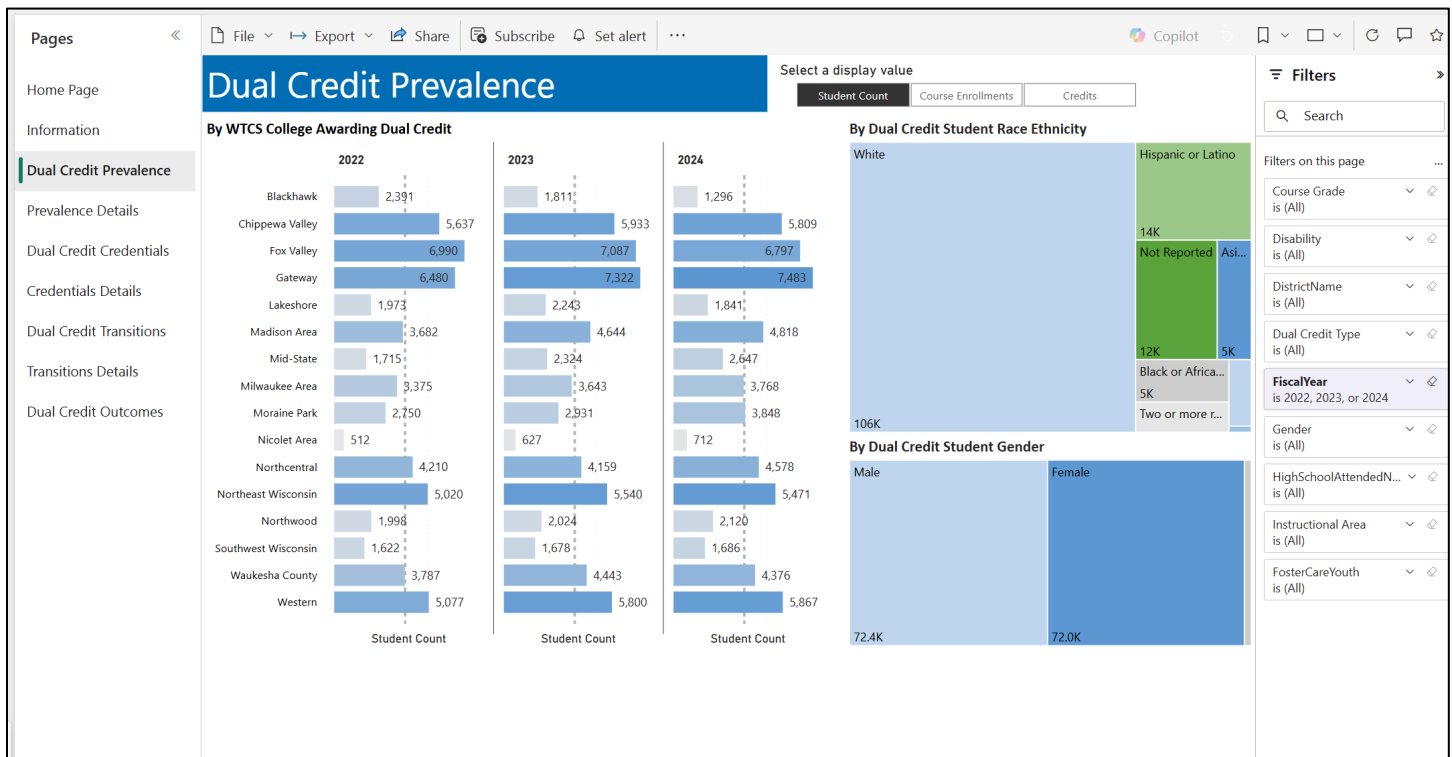 Pages
Home Page
Information
Dual Credit Prevalence
Prevalence Details
Dual Credit Credentials
Credentials Details
Dual Credit Transitions
Transitions Details
Dual Credit Outcomes
File Export Share Subscribe Set alert ... Copilot
Dual Credit Prevalence
Select a display value
Student Count Course Enrollments Credits
By WTCS College Awarding Dual Credit
2022 2023 2024
Blackhawk 2,391 1,811 1,296
Chippewa Valley 5,637 5,933 5,809
Fox Valley 6,990 7,087 6,797
Gateway 6,480 7,322 7,483
Lakeshore 1,973 2,243 1,841
Madison Area 3,682 4,644 4,818
Mid-State 1,715 2,324 2,647
Milwaukee Area 3,375 3,643 3,768
Moraine Park 2,750 2,931 3,848
Nicolet Area 512 627 712
Northcentral 4,210 4,159 4,578
Northeast Wisconsin 5,020 5,540 5,471
Northwood 1,998 2,024 2,120
Southwest Wisconsin 1,622 1,678 1,686
Waukesha County 3,787 4,443 4,376
Western 5,077 5,800 5,867
Student Count Student Count Student Count
By Dual Credit Student Race Ethnicity
White
106K
Hispanic or Latino
14K
Not Reported
12K
Asi...
5K
Black or Africa...
5K
Two or more r...
By Dual Credit Student Gender
Male Female
72.4K 72.0K
Filters
Search
Filters on this page ...
Course Grade
is (All)
Disability
is (All)
DistrictName
is (All)
Dual Credit Type
is (All)
FiscalYear
is 2022, 2023, or 2024
Gender
is (All)
HighSchoolAttendedN...
is (All)
Instructional Area
is (All)
FosterCareYouth
is (All)